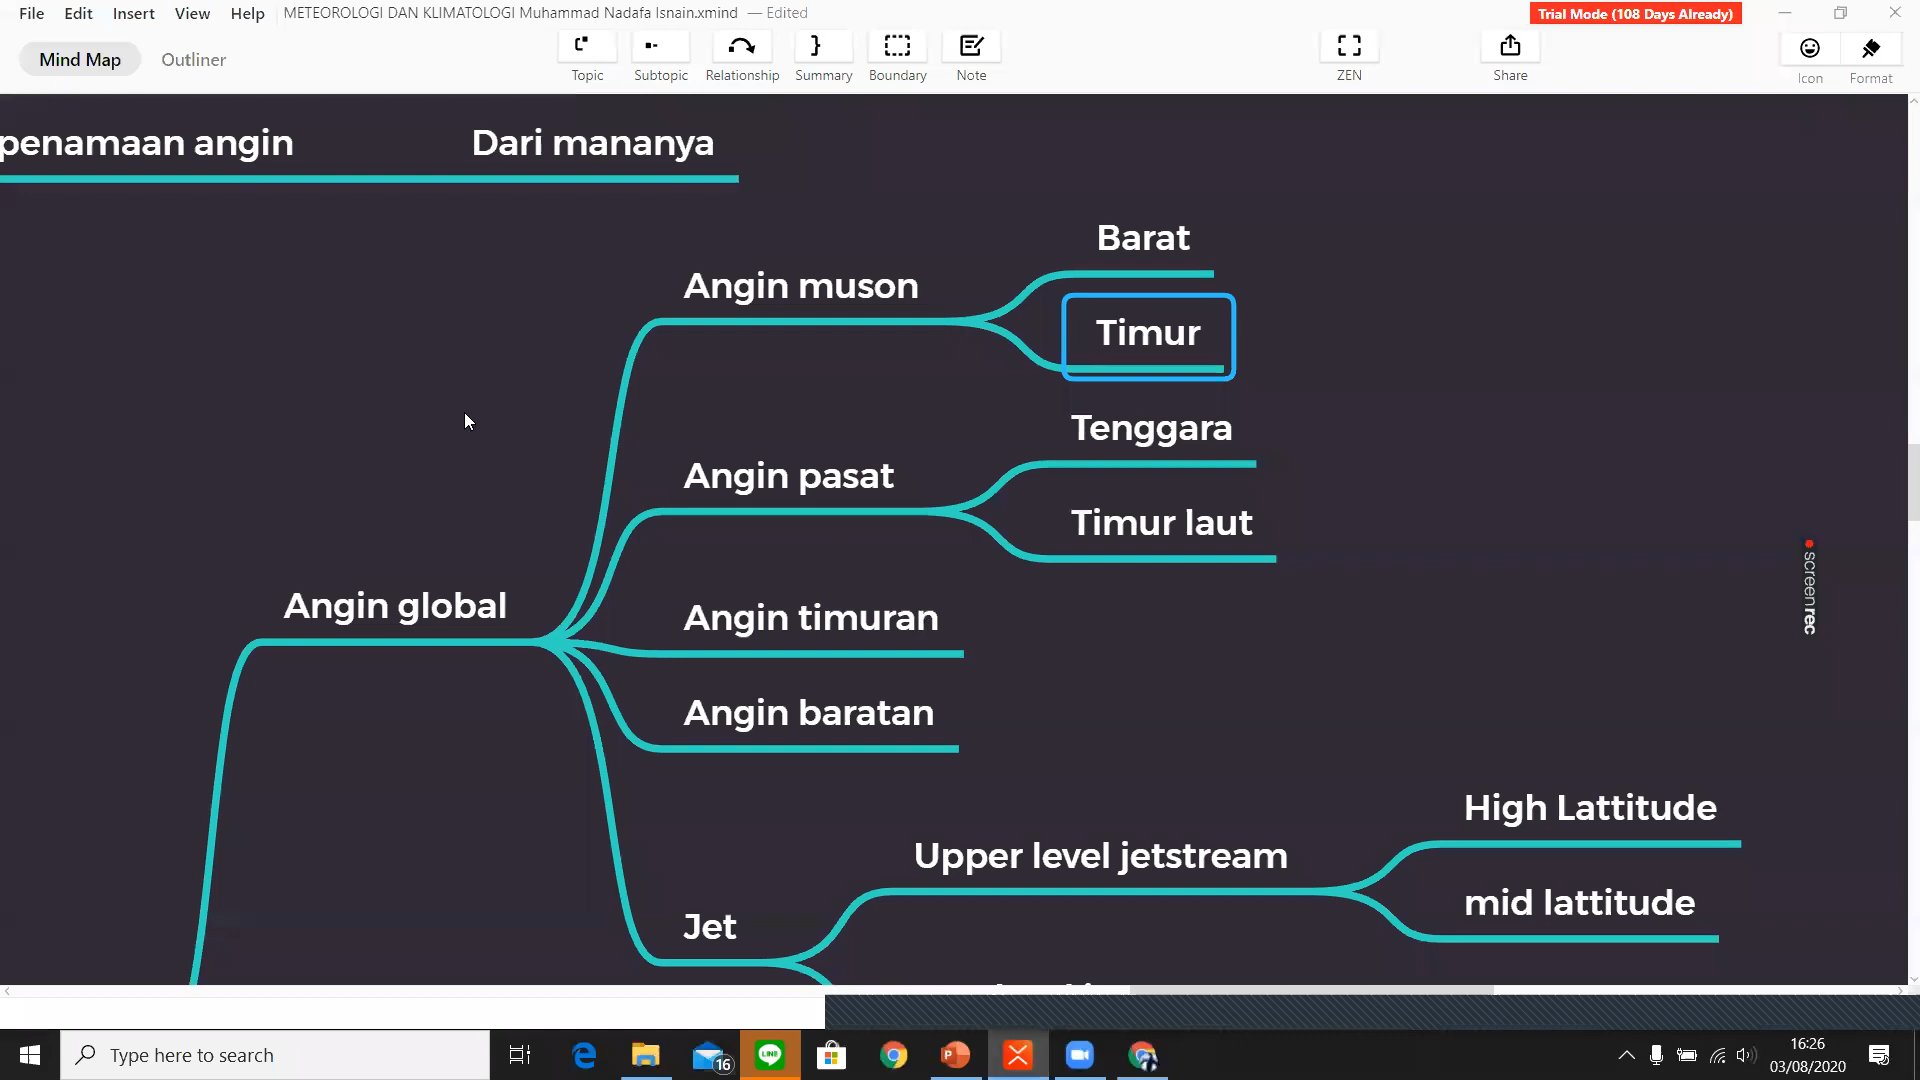 File Edit Insert View Help METEOROLOGI DAN KLIMATOLOGI Muhammad Nadafa Isnain.xmind — Edited Trial Mode (108 Days Already)
Mind Map Outliner Topic Subtopic Relationship Summary Boundary Note ZEN Share Icon Format
penamaan angin Dari mananya
Barat
Angin muson
Timur
Tenggara
Angin pasat
Timur laut
Angin global
Angin timuran
Angin baratan
High Lattitude
Upper level jetstream
mid lattitude
Jet
screenrec
Type here to search
16
LINE
16:26
03/08/2020